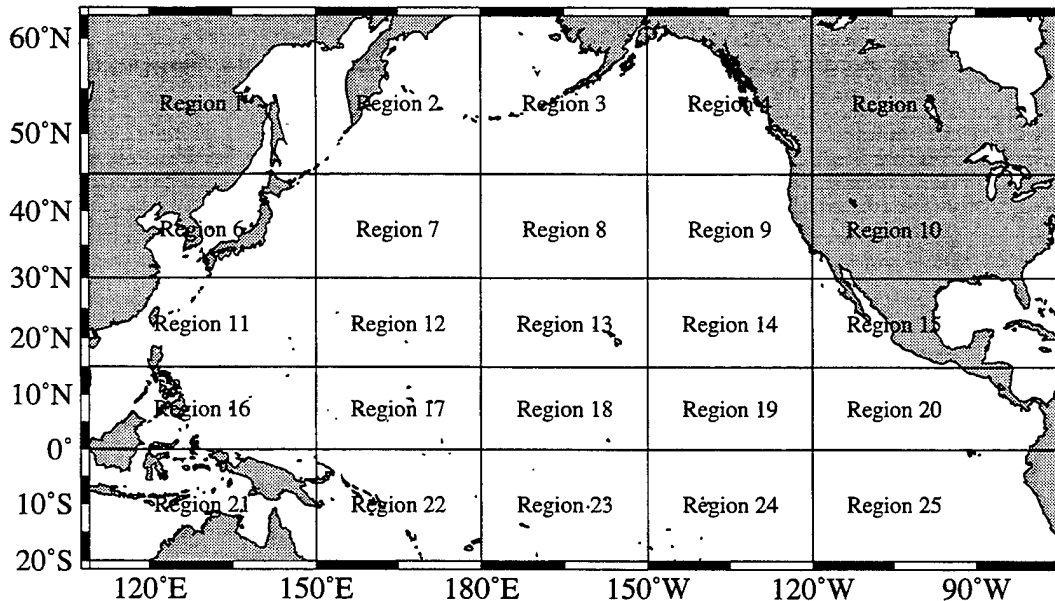 60°N
Region 1 Region 2 Region 3 Region 4 Region 5
50°N
40°N
Region 6 Region 7 Region 8 Region 9 Region 10
30°N
Region 11 Region 12 Region 13 Region 14 Region 15
20°N
10°N
Region 16 Region 17 Region 18 Region 19 Region 20
0°
10°S
Region 21 Region 22 Region 23 Region 24 Region 25
20°S
120°E 150°E 180°E 150°W 120°W 90°W